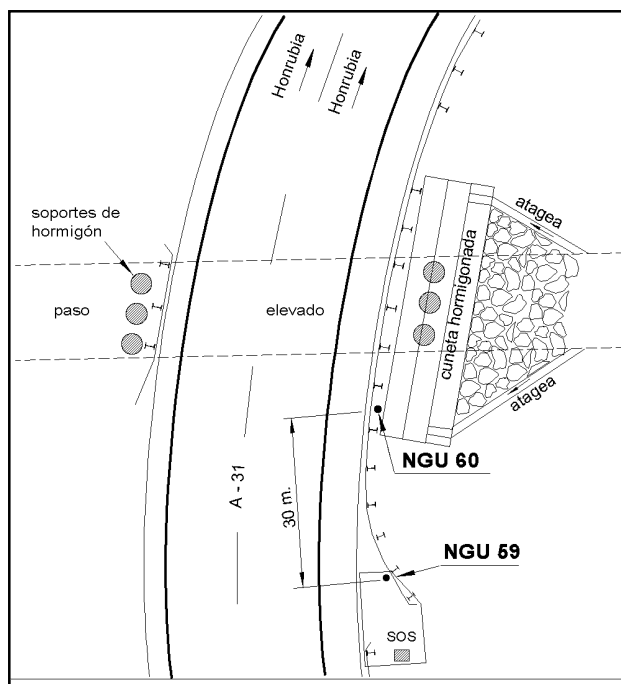 Honrubia
Honrubia
soportes de
hormigón
atagea
paso
elevado
cuneta hormigonada
atagea
A - 31
30 m.
NGU 60
NGU 59
SOS